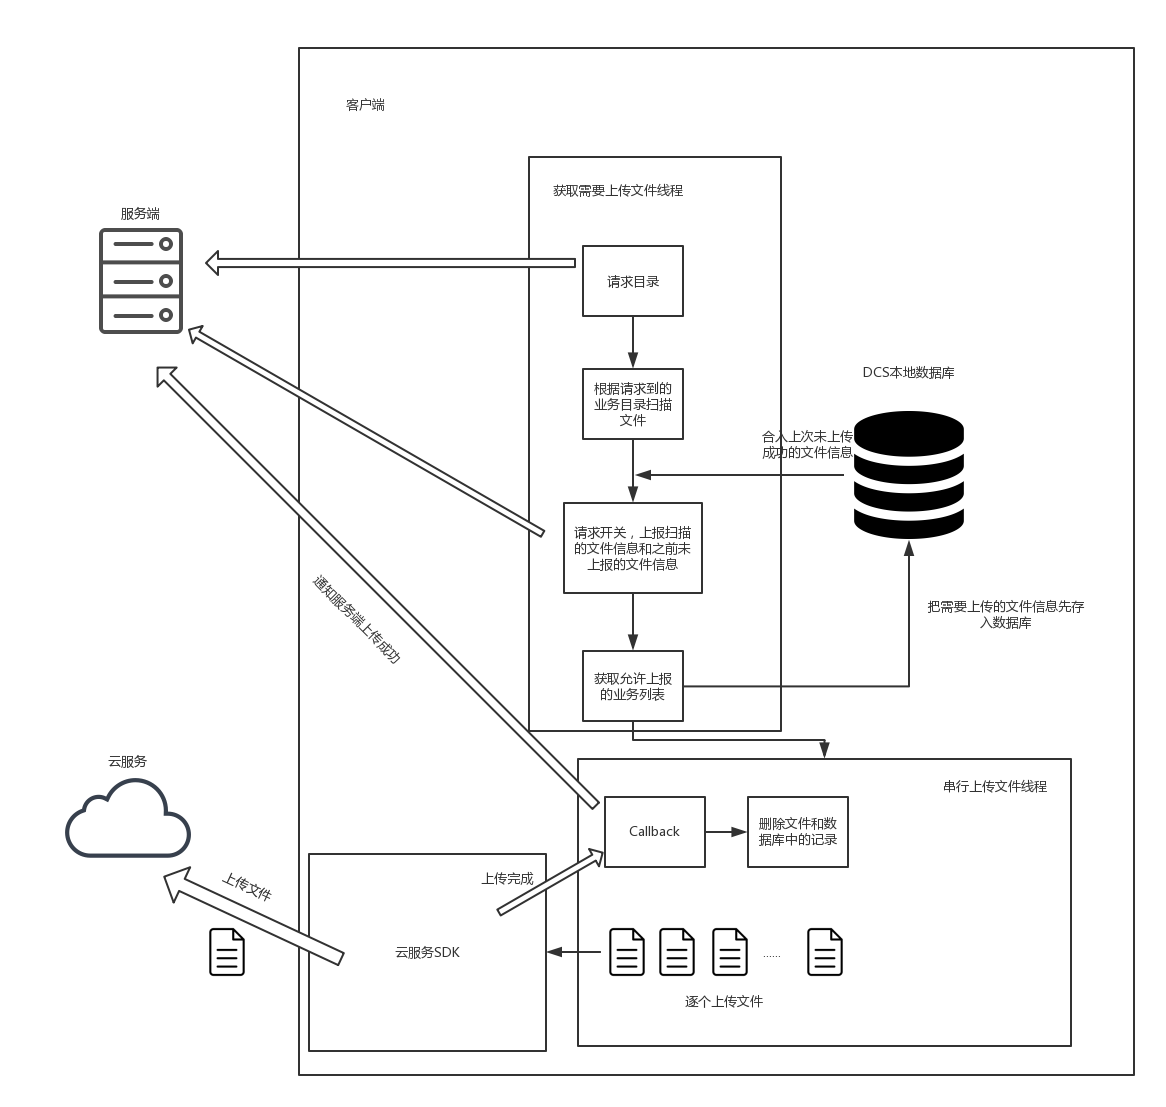 客户端
获取需要上传文件线程
服务端
请求目录
DCS本地数据库
根据请求到的
业务目录扫描
文件
合入上次未上传
成功的文件信息
请求开关，上报扫描
的文件信息和之前未
上报的文件信息
通知服务端上传成功
把需要上传的文件信息先存
入数据库
获取允许上报
的业务列表
云服务
串行上传文件线程
Callback
删除文件和数
据库中的记录
上传完成
上传文件
云服务SDK
......
逐个上传文件